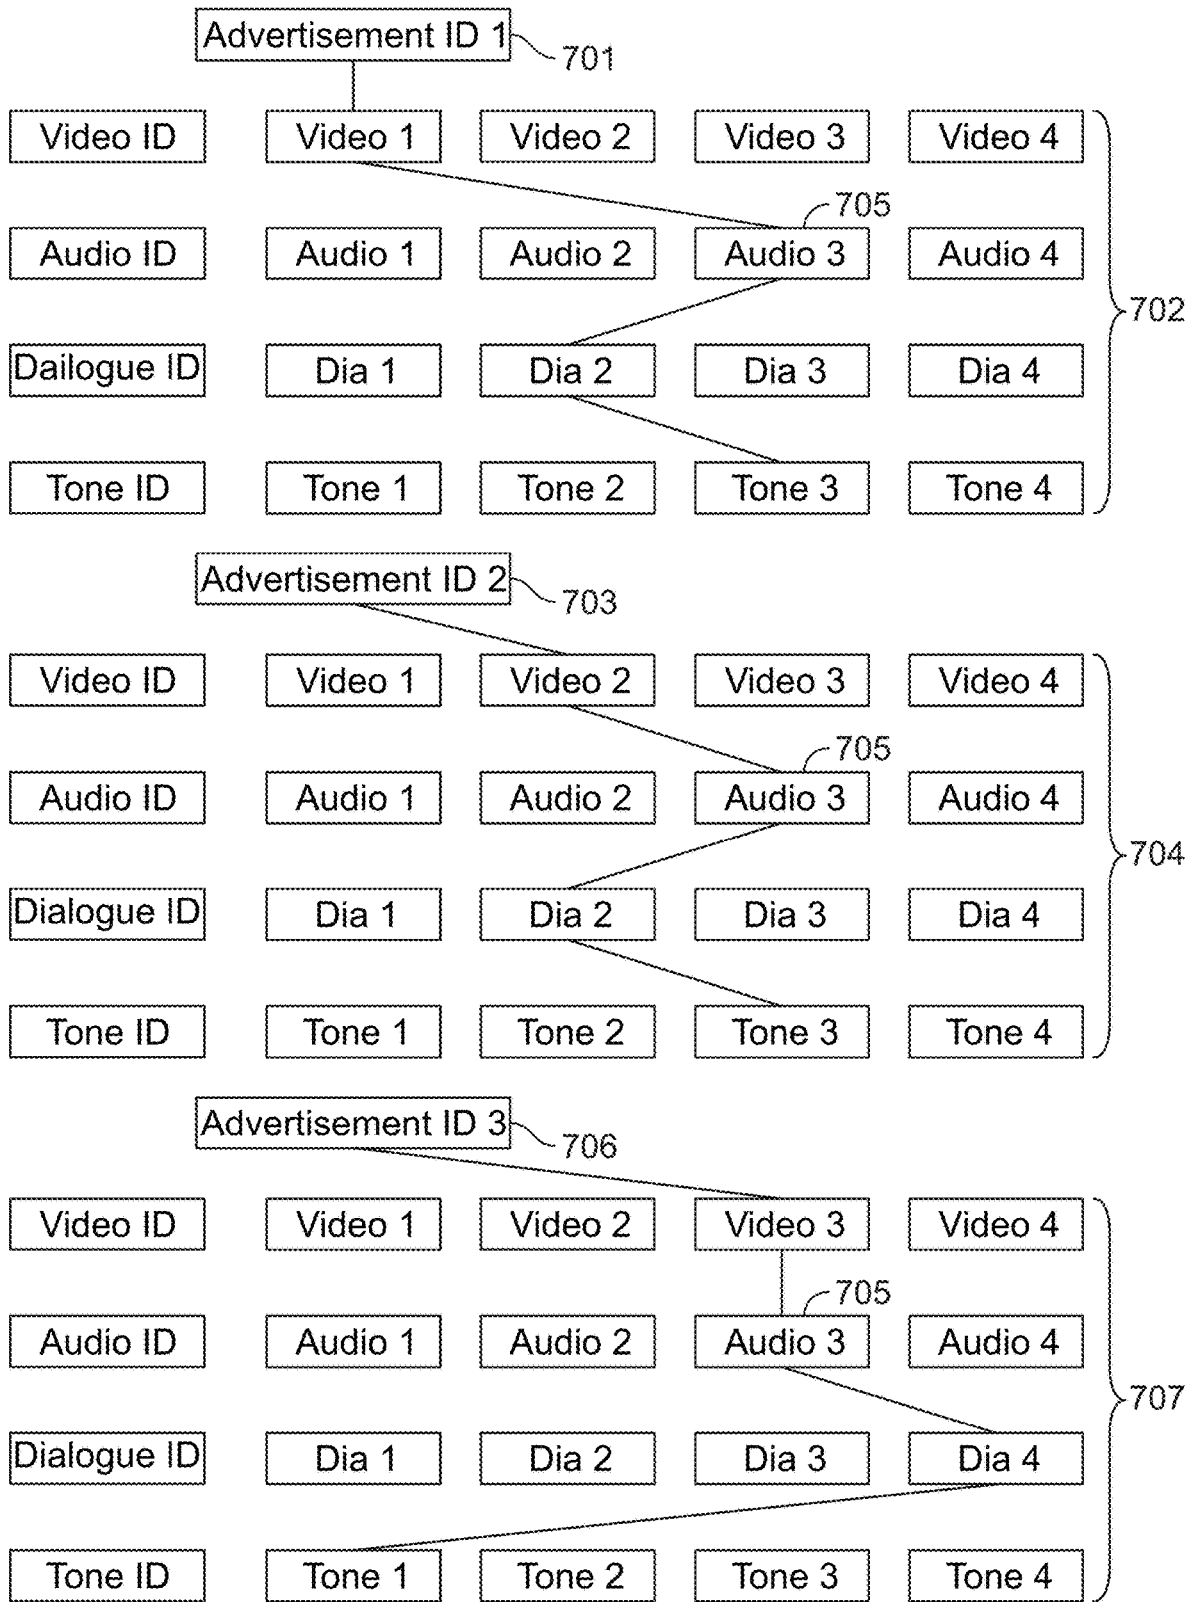 Advertisement ID 1
701
Video ID Video 1 Video 2 Video 3 Video 4
705
Audio ID Audio 1 Audio 2 Audio 3 Audio 4
702
Dailogue ID Dia 1 Dia 2 Dia 3 Dia 4
Tone ID Tone 1 Tone 2 Tone 3 Tone 4
Advertisement ID 2
703
Video ID Video 1 Video 2 Video 3 Video 4
705
Audio ID Audio 1 Audio 2 Audio 3 Audio 4
704
Dialogue ID Dia 1 Dia 2 Dia 3 Dia 4
Tone ID Tone 1 Tone 2 Tone 3 Tone 4
Advertisement ID 3
706
Video ID Video 1 Video 2 Video 3 Video 4
705
Audio ID Audio 1 Audio 2 Audio 3 Audio 4
707
Dialogue ID Dia 1 Dia 2 Dia 3 Dia 4
Tone ID Tone 1 Tone 2 Tone 3 Tone 4